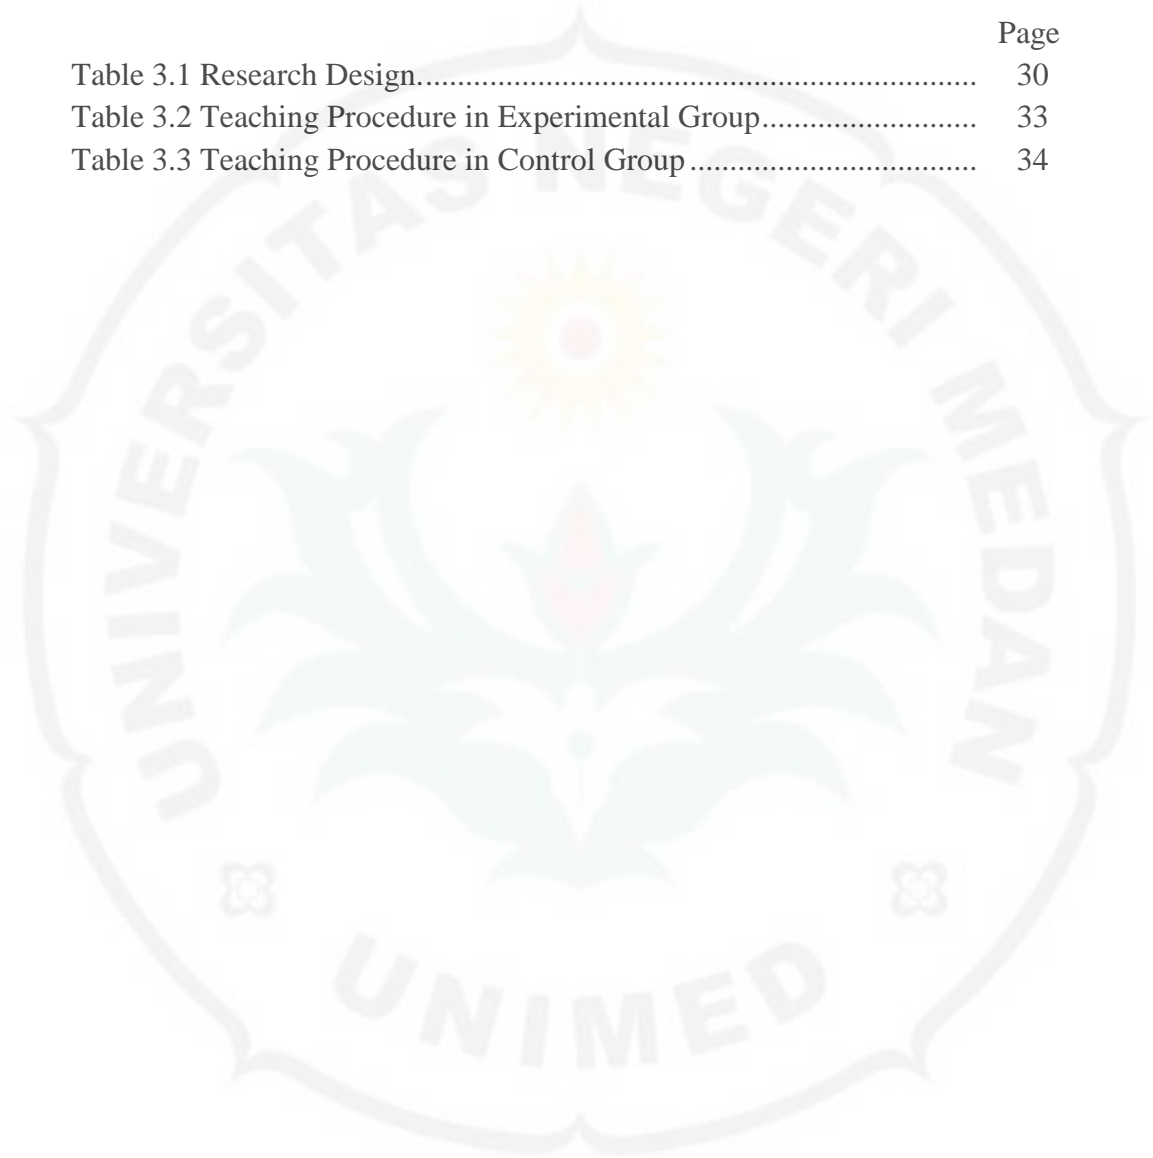 Page
Table 3.1 Research Design...................................................................... 30
Table 3.2 Teaching Procedure in Experimental Group........................... 33
Table 3.3 Teaching Procedure in Control Group .................................... 34
UNIVERSITAS NEGERI MEDAN
UNIMED